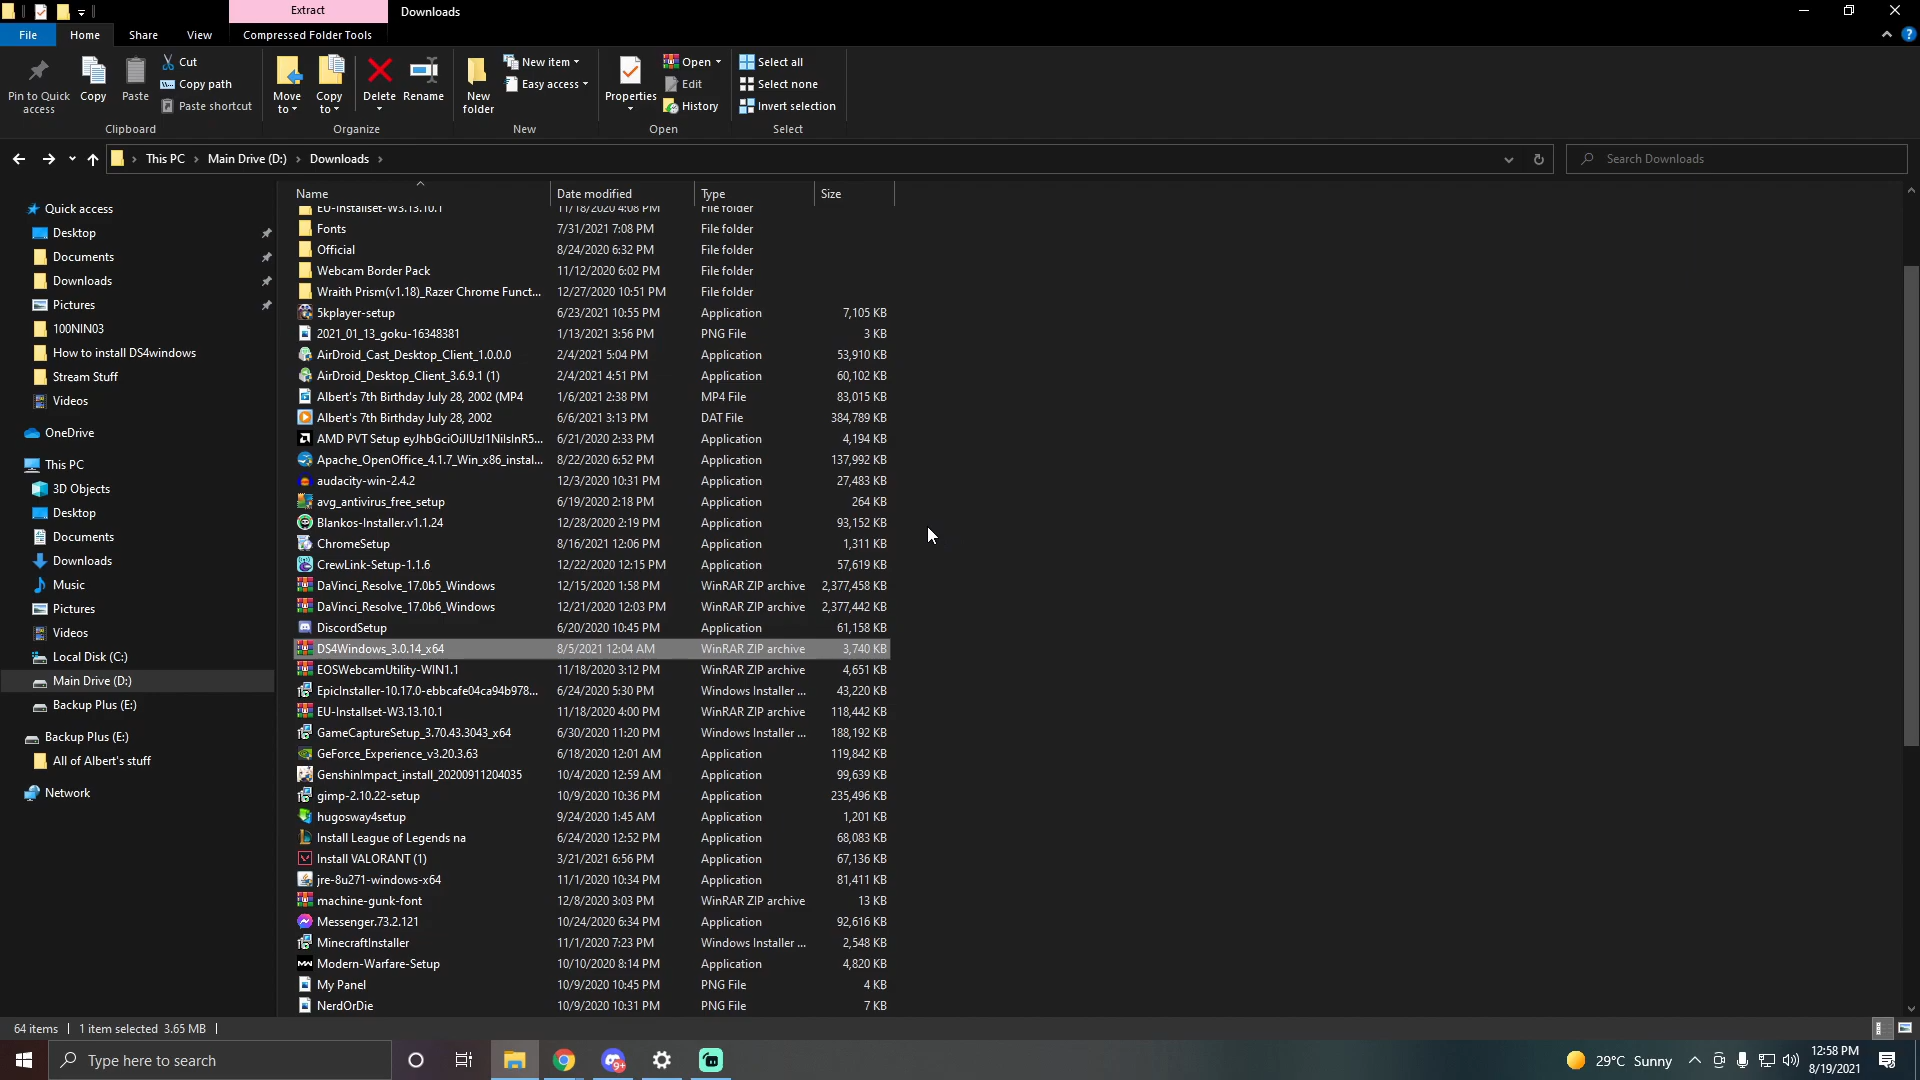 Extract
Downloads
File
Home
Share
View
Compressed Folder Tools
Pin to Quick access
Copy
Paste
Cut
Copy path
Paste shortcut
Clipboard
Move to
Copy to
Delete
Rename
Organize
New folder
New item
Easy access
New
Properties
Open
Edit
History
Open
Select all
Select none
Invert selection
Select
This PC > Main Drive (D:) > Downloads >
Search Downloads
Quick access
Desktop
Documents
Downloads
Pictures
100NIN03
How to install DS4windows
Stream Stuff
Videos
OneDrive
This PC
3D Objects
Desktop
Documents
Downloads
Music
Pictures
Videos
Local Disk (C:)
Main Drive (D:)
Backup Plus (E:)
Backup Plus (E:)
All of Albert's stuff
Network
Name Date modified Type Size
EU-Installset-W3.13.10.1 11/18/2020 4:08 PM File folder
Fonts 7/31/2021 7:08 PM File folder
Official 8/24/2020 6:32 PM File folder
Webcam Border Pack 11/12/2020 6:02 PM File folder
Wraith Prism(v1.18)_Razer Chrome Funct... 12/27/2020 10:51 PM File folder
5kplayer-setup 6/23/2021 10:55 PM Application 7,105 KB
2021_01_13_goku-16348381 1/13/2021 3:56 PM PNG File 3 KB
AirDroid_Cast_Desktop_Client_1.0.0.0 2/4/2021 5:04 PM Application 53,910 KB
AirDroid_Desktop_Client_3.6.9.1 (1) 2/4/2021 4:51 PM Application 60,102 KB
Albert's 7th Birthday July 28, 2002 (MP4 1/6/2021 2:38 PM MP4 File 83,015 KB
Albert's 7th Birthday July 28, 2002 6/6/2021 3:13 PM DAT File 384,789 KB
AMD PVT Setup eyJhbGciOiJIUzI1NiIsInR5... 6/21/2020 2:33 PM Application 4,194 KB
Apache_OpenOffice_4.1.7_Win_x86_instal... 8/22/2020 6:52 PM Application 137,992 KB
audacity-win-2.4.2 12/3/2020 10:31 PM Application 27,483 KB
avg_antivirus_free_setup 6/19/2020 2:18 PM Application 264 KB
Blankos-Installer.v1.1.24 12/28/2020 2:19 PM Application 93,152 KB
ChromeSetup 8/16/2021 12:06 PM Application 1,311 KB
CrewLink-Setup-1.1.6 12/22/2020 12:15 PM Application 57,619 KB
DaVinci_Resolve_17.0b5_Windows 12/15/2020 1:58 PM WinRAR ZIP archive 2,377,458 KB
DaVinci_Resolve_17.0b6_Windows 12/21/2020 12:03 PM WinRAR ZIP archive 2,377,442 KB
DiscordSetup 6/20/2020 10:45 PM Application 61,158 KB
DS4Windows_3.0.14_x64 8/5/2021 12:04 AM WinRAR ZIP archive 3,740 KB
EOSWebcamUtility-WIN1.1 11/18/2020 3:12 PM WinRAR ZIP archive 4,651 KB
EpicInstaller-10.17.0-ebbcafe04ca94b978... 6/24/2020 5:30 PM Windows Installer ... 43,220 KB
EU-Installset-W3.13.10.1 11/18/2020 4:00 PM WinRAR ZIP archive 118,442 KB
GameCaptureSetup_3.70.43.3043_x64 6/30/2020 11:20 PM Windows Installer ... 188,192 KB
GeForce_Experience_v3.20.3.63 6/18/2020 12:01 AM Application 119,842 KB
GenshinImpact_install_20200911204035 10/4/2020 12:59 AM Application 99,639 KB
gimp-2.10.22-setup 10/9/2020 10:36 PM Application 235,496 KB
hugosway4setup 9/24/2020 1:45 AM Application 1,201 KB
Install League of Legends na 6/24/2020 12:52 PM Application 68,083 KB
Install VALORANT (1) 3/21/2021 6:56 PM Application 67,136 KB
jre-8u271-windows-x64 11/1/2020 10:34 PM Application 81,411 KB
machine-gunk-font 12/8/2020 3:03 PM WinRAR ZIP archive 13 KB
Messenger.73.2.121 10/24/2020 6:34 PM Application 92,616 KB
MinecraftInstaller 11/1/2020 7:23 PM Windows Installer ... 2,548 KB
Modern-Warfare-Setup 10/10/2020 8:14 PM Application 4,820 KB
My Panel 10/9/2020 10:45 PM PNG File 4 KB
NerdOrDie 10/9/2020 10:31 PM PNG File 7 KB
64 items 1 item selected 3.65 MB
Type here to search
9+
29°C Sunny
12:58 PM
8/19/2021